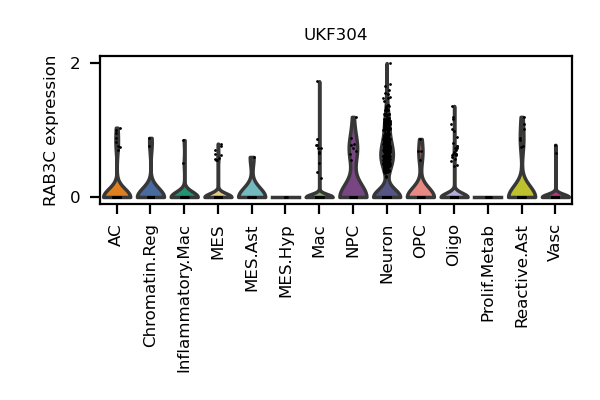 UKF304
RAB3C expression
2
0
AC
Chromatin.Reg
Inflammatory.Mac
MES
MES.Ast
MES.Hyp
Mac
NPC
Neuron
OPC
Oligo
Prolif.Metab
Reactive.Ast
Vasc